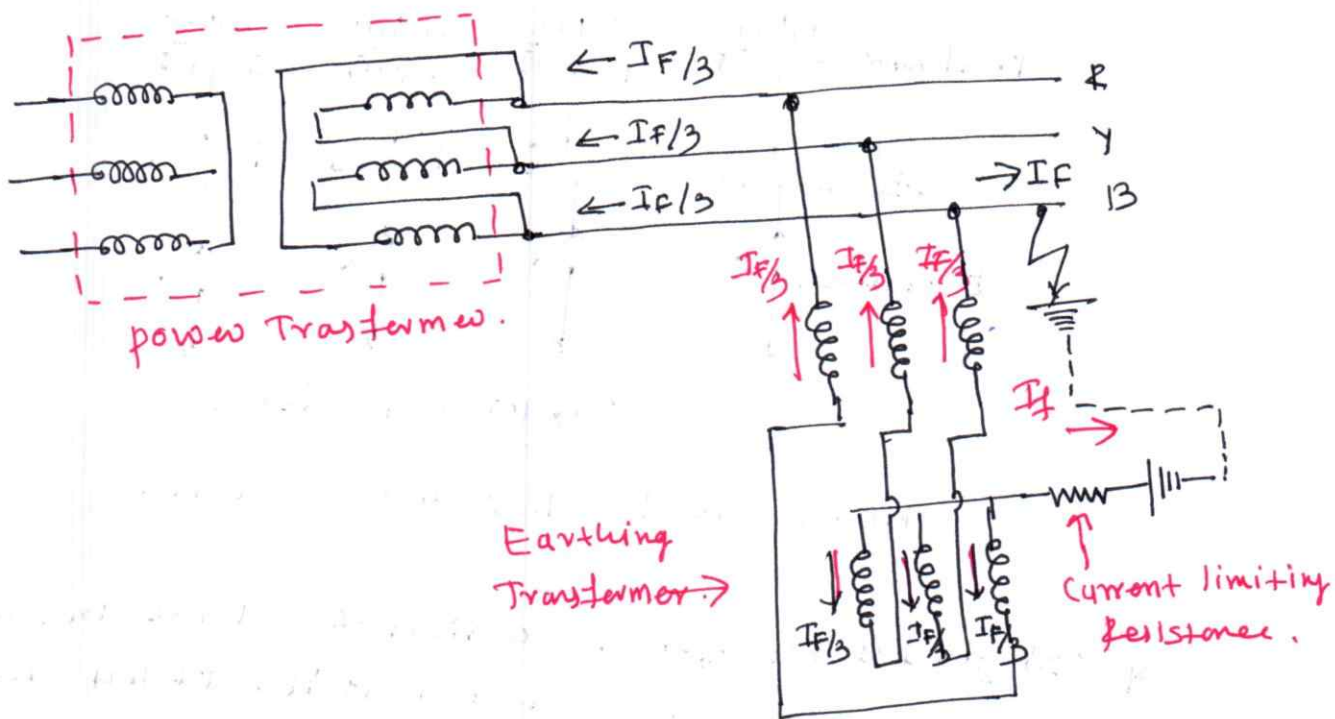 ← IF/3
R
← IF/3
Y
→ IF
← IF/3
B
IF/3
IF/3
IF/3
power Trasfermer.
If
Earthing
Trasfermer→
Current limiting
Resistance.
IF/3
IF/3
IF/3